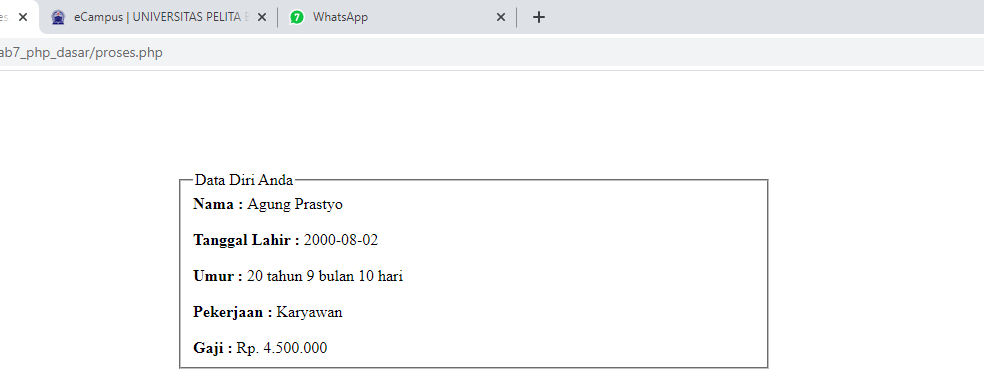 es
eCampus | UNIVERSITAS PELITA
7 WhatsApp
ab7_php_dasar/proses.php
Data Diri Anda
Nama : Agung Prastyo
Tanggal Lahir : 2000-08-02
Umur : 20 tahun 9 bulan 10 hari
Pekerjaan : Karyawan
Gaji : Rp. 4.500.000